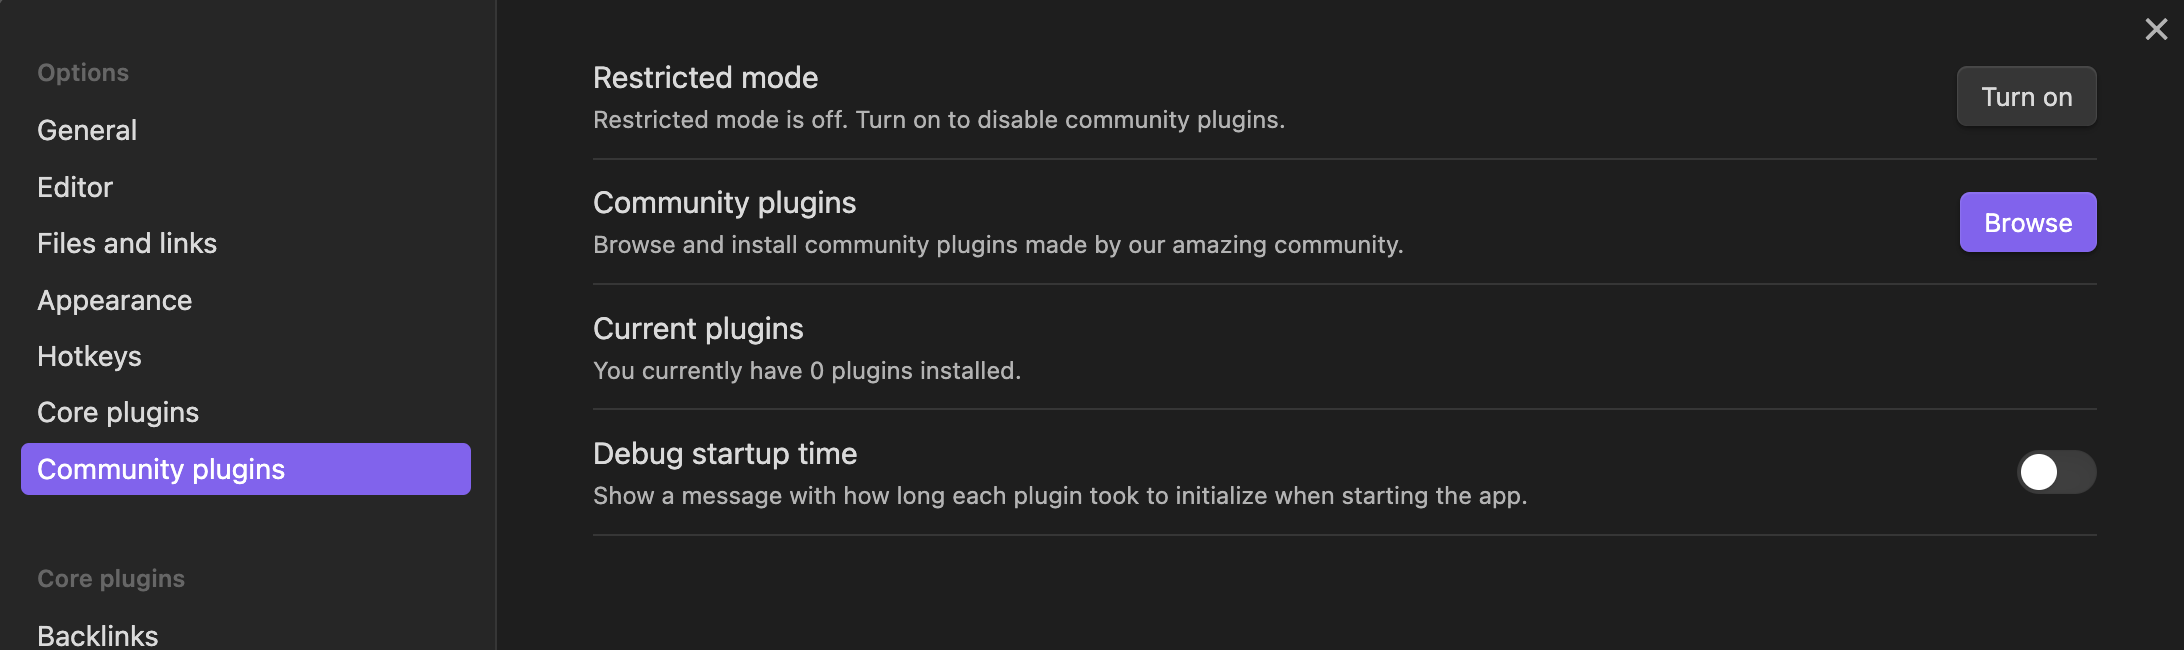 Options
General
Editor
Files and links
Appearance
Hotkeys
Core plugins
Community plugins
Core plugins
Backlinks
Restricted mode
Restricted mode is off. Turn on to disable community plugins.
Turn on
Community plugins
Browse and install community plugins made by our amazing community.
Browse
Current plugins
You currently have 0 plugins installed.
Debug startup time
Show a message with how long each plugin took to initialize when starting the app.